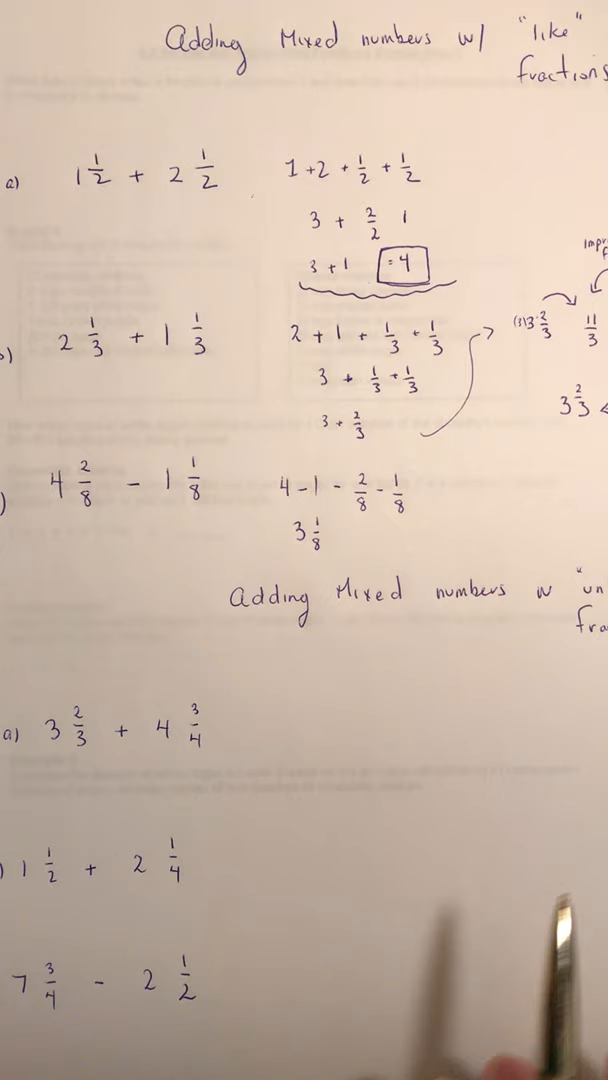 Adding Mixed numbers w/ "like"
fractions
a) 1 1/2 + 2 1/2
1 + 2 + 1/2 + 1/2
3 + 2/2 1
3 + 1 = 4
) 2 1/3 + 1 1/3
2 + 1 + 1/3 + 1/3
3 + 1/3 + 1/3
3 + 2/3
(3)3 2/3 11/3
3 2/3
) 4 2/8 - 1 1/8
4 - 1 - 2/8 - 1/8
3 1/8
Adding Mixed numbers w "un
fra
a) 3 2/3 + 4 3/4
) 1 1/2 + 2 1/4
7 3/4 - 2 1/2